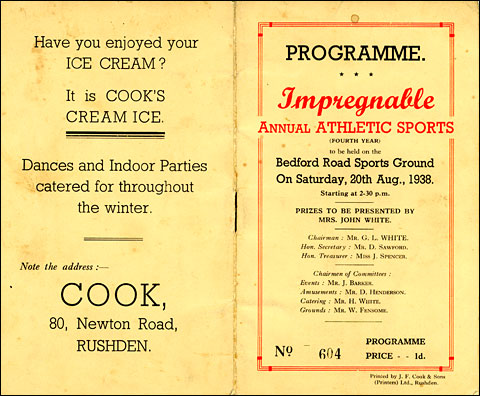 Have you enjoyed your
ICE CREAM?
It is COOK'S
CREAM ICE.
Dances and Indoor Parties
catered for throughout
the winter.
Note the address :—
COOK,
80, Newton Road,
RUSHDEN.
PROGRAMME.
* * *
Impregnable
ANNUAL ATHLETIC SPORTS
(FOURTH YEAR)
to be held on the
Bedford Road Sports Ground
On Saturday, 20th Aug., 1938.
Starting at 2-30 p.m.
PRIZES TO BE PRESENTED BY
MRS. JOHN WHITE.
Chairman : MR. G. L. WHITE.
Hon. Secretary : MR. D. SAWFORD.
Hon. Treasurer : MISS J. SPENCER.
Chairmen of Committees :
Events : MR. J. BARKER.
Amusements : MR. D. HENDERSON.
Catering : MR. H. WHITE.
Grounds : MR. W. FENSOME.
No 604
PROGRAMME
PRICE - - 1d.
Printed by J. F. Cook & Sons
(Printers) Ltd., Rushden.